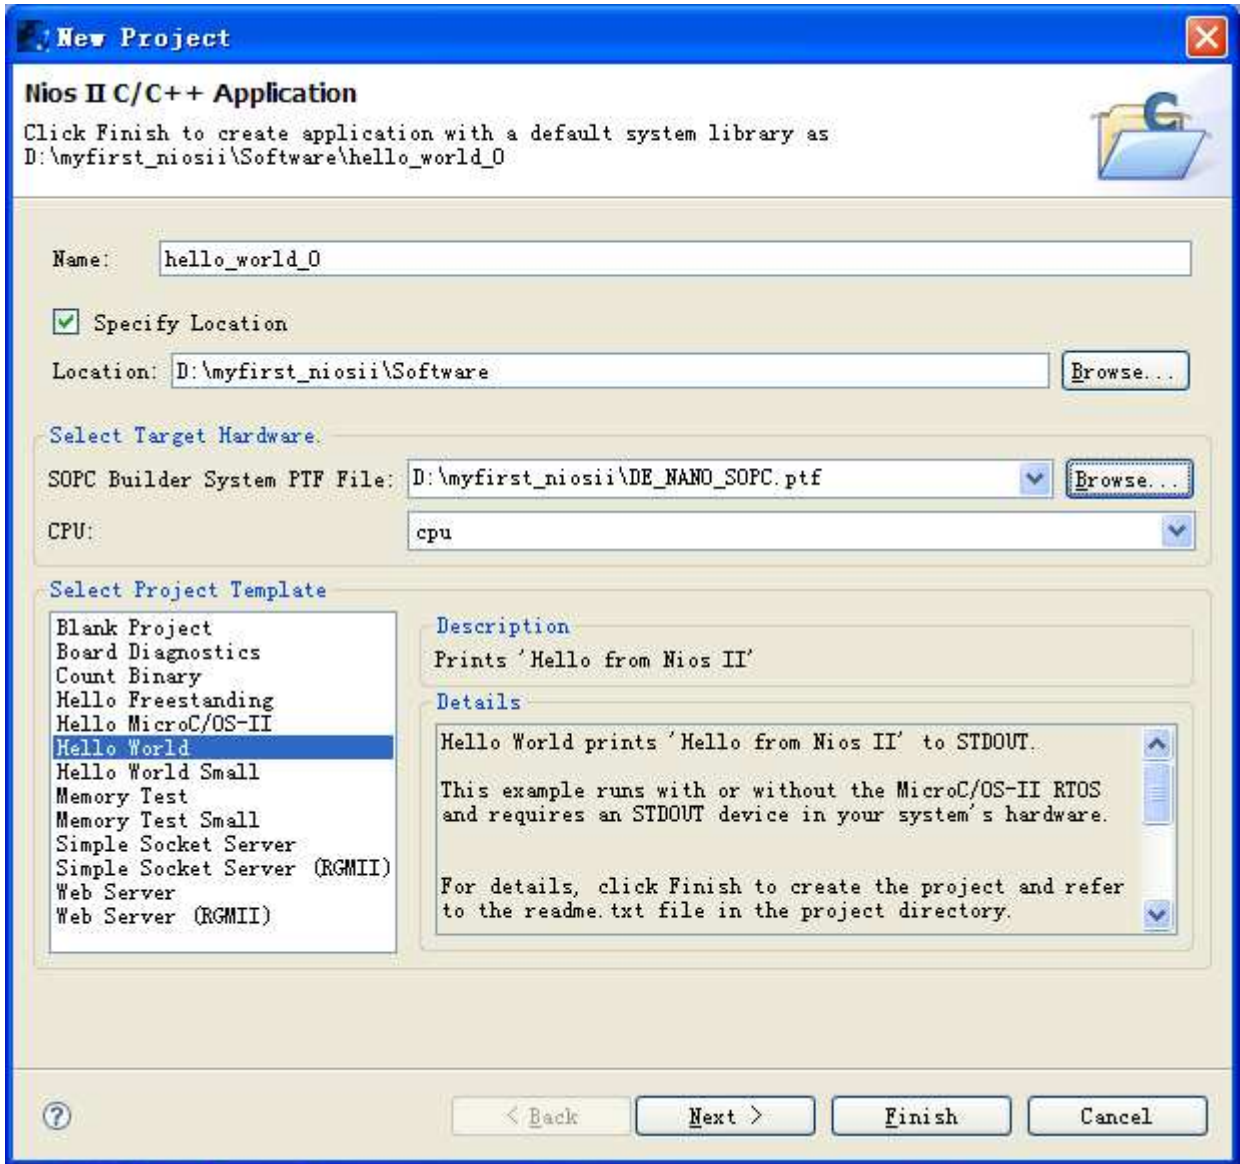 New Project
Nios II C/C++ Application
Click Finish to create application with a default system library as
D:\myfirst_niosii\Software\hello_world_0
Name: hello_world_0
Specify Location
Location: D:\myfirst_niosii\Software Browse...
Select Target Hardware.
SOPC Builder System PTF File: D:\myfirst_niosii\DE_NANO_SOPC.ptf Browse...
CPU: cpu
Select Project Template
Blank Project
Board Diagnostics
Count Binary
Hello Freestanding
Hello MicroC/OS-II
Hello World
Hello World Small
Memory Test
Memory Test Small
Simple Socket Server
Simple Socket Server (RGMII)
Web Server
Web Server (RGMII)
Description
Prints 'Hello from Nios II'
Details
Hello World prints 'Hello from Nios II' to STDOUT.
This example runs with or without the MicroC/OS-II RTOS
and requires an STDOUT device in your system's hardware.
For details, click Finish to create the project and refer
to the readme.txt file in the project directory.
? < Back Next > Finish Cancel